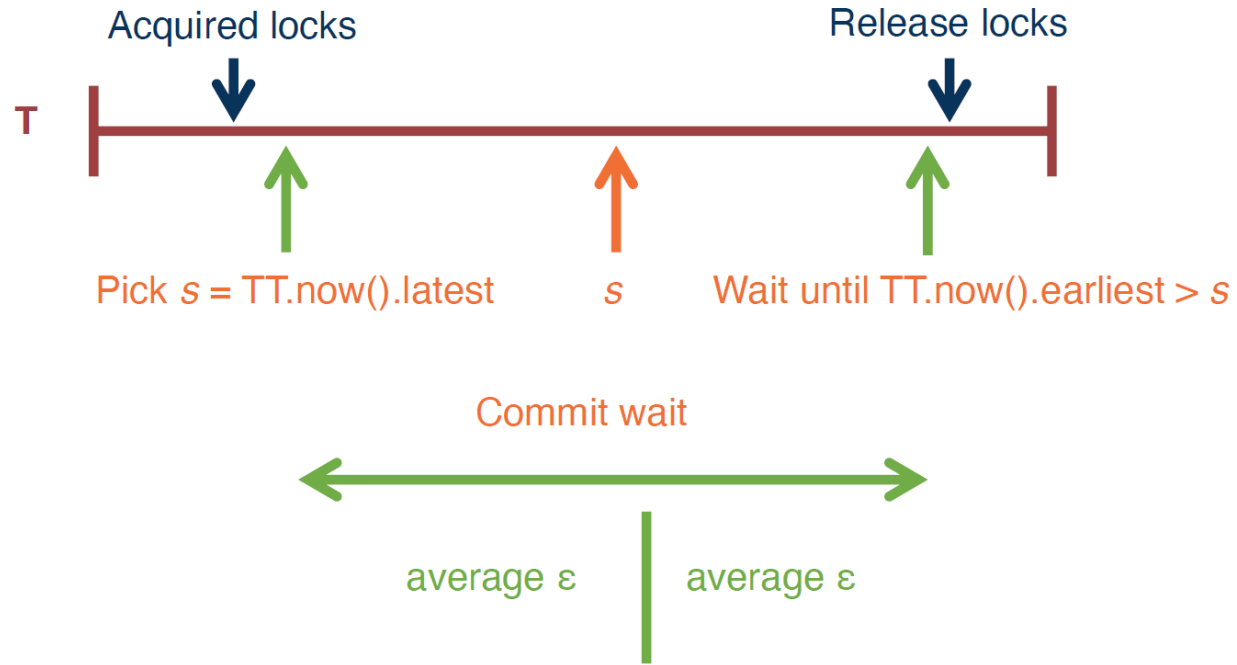 Acquired locks
Release locks
T
Pick s = TT.now().latest
s
Wait until TT.now().earliest > s
Commit wait
average ε
average ε